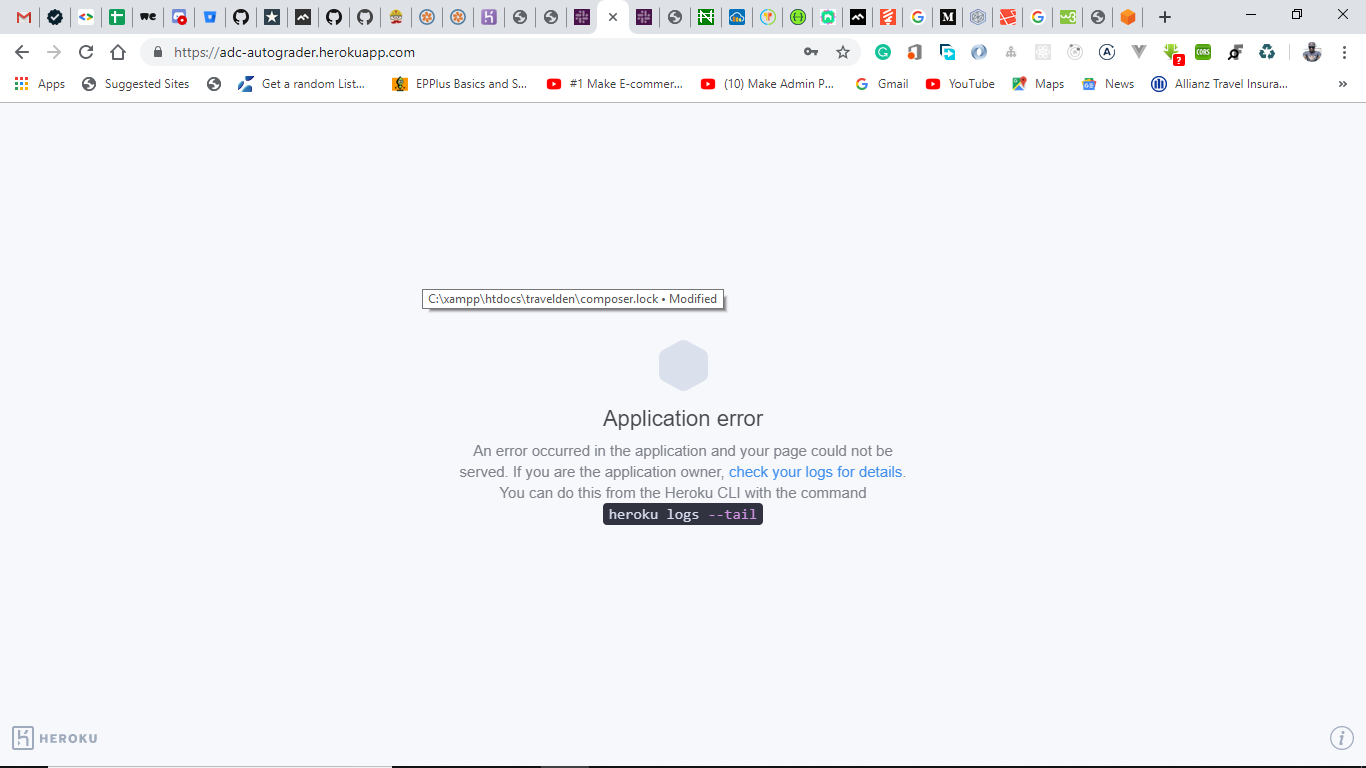 we
w3
https://adc-autograder.herokuapp.com
CORS
?
Apps
Suggested Sites
Get a random List...
EPPlus Basics and S...
#1 Make E-commer...
(10) Make Admin P...
Gmail
YouTube
Maps
News
Allianz Travel Insura...
»
C:\xampp\htdocs\travelden\composer.lock • Modified
Application error
An error occurred in the application and your page could not be
served. If you are the application owner, check your logs for details.
You can do this from the Heroku CLI with the command
heroku logs --tail
HEROKU